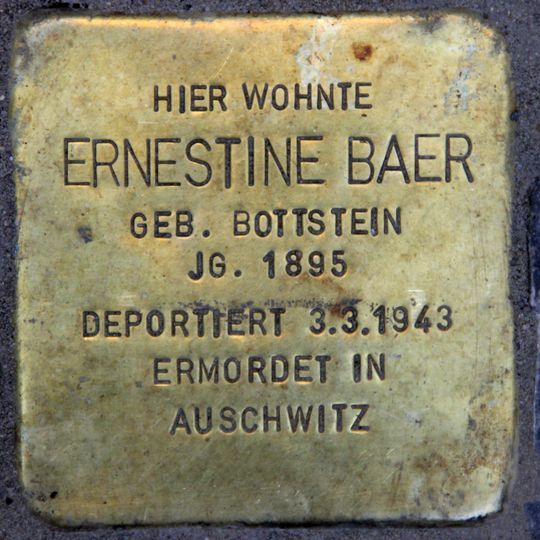 HIER WOHNTE
ERNESTINE BAER
GEB. BOTTSTEIN
JG. 1895
DEPORTIERT 3.3.1943
ERMORDET IN
AUSCHWITZ